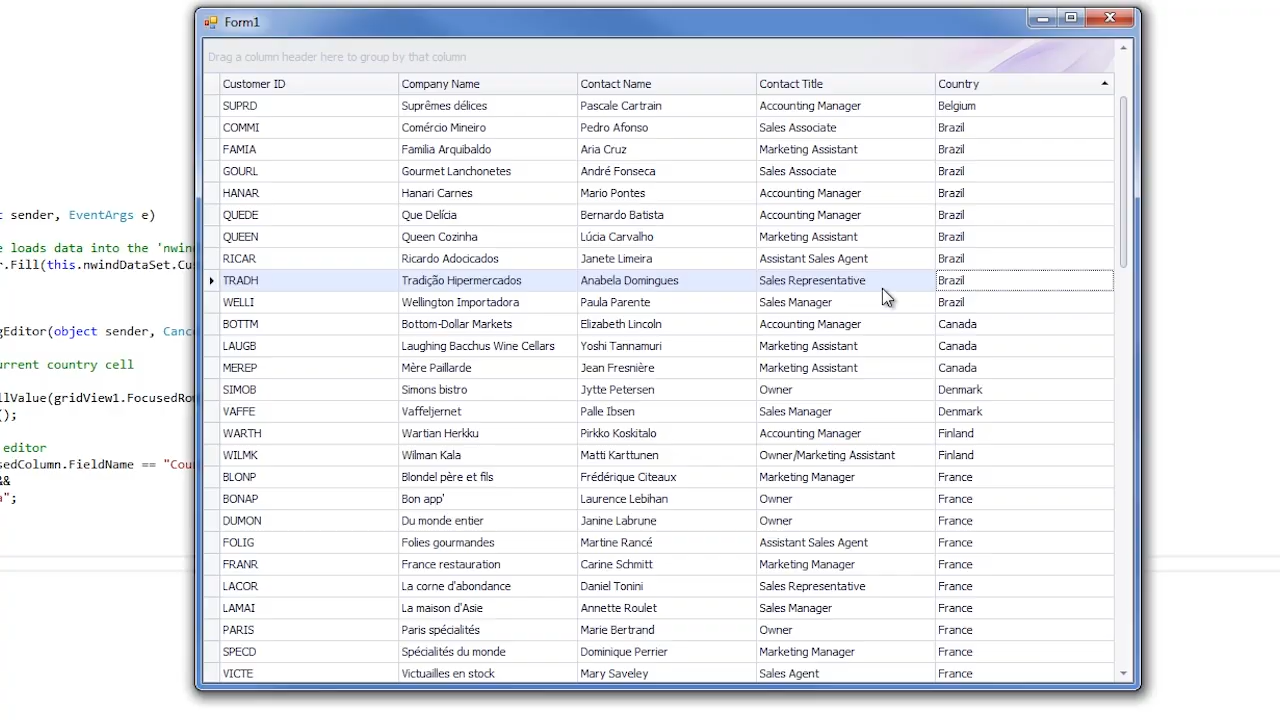 Form1
Drag a column header here to group by that column
Customer ID Company Name Contact Name Contact Title Country
SUPRD Suprêmes délices Pascale Cartrain Accounting Manager Belgium
COMMI Comércio Mineiro Pedro Afonso Sales Associate Brazil
FAMIA Familia Arquibaldo Aria Cruz Marketing Assistant Brazil
GOURL Gourmet Lanchonetes André Fonseca Sales Associate Brazil
HANAR Hanari Carnes Mario Pontes Accounting Manager Brazil
QUEDE Que Delícia Bernardo Batista Accounting Manager Brazil
QUEEN Queen Cozinha Lúcia Carvalho Marketing Assistant Brazil
RICAR Ricardo Adocicados Janete Limeira Assistant Sales Agent Brazil
TRADH Tradição Hipermercados Anabela Domingues Sales Representative Brazil
WELLI Wellington Importadora Paula Parente Sales Manager Brazil
BOTTM Bottom-Dollar Markets Elizabeth Lincoln Accounting Manager Canada
LAUGB Laughing Bacchus Wine Cellars Yoshi Tannamuri Marketing Assistant Canada
MEREP Mère Paillarde Jean Fresnière Marketing Assistant Canada
SIMOB Simons bistro Jytte Petersen Owner Denmark
VAFFE Vaffeljernet Palle Ibsen Sales Manager Denmark
WARTH Wartian Herkku Pirkko Koskitalo Accounting Manager Finland
WILMK Wilman Kala Matti Karttunen Owner/Marketing Assistant Finland
BLONP Blondel père et fils Frédérique Citeaux Marketing Manager France
BONAP Bon app' Laurence Lebihan Owner France
DUMON Du monde entier Janine Labrune Owner France
FOLIG Folies gourmandes Martine Rancé Assistant Sales Agent France
FRANR France restauration Carine Schmitt Marketing Manager France
LACOR La corne d'abondance Daniel Tonini Sales Representative France
LAMAI La maison d'Asie Annette Roulet Sales Manager France
PARIS Paris spécialités Marie Bertrand Owner France
SPECD Spécialités du monde Dominique Perrier Marketing Manager France
VICTE Victuailles en stock Mary Saveley Sales Agent France
t sender, EventArgs e)
e loads data into the 'nwin
r.Fill(this.nwindDataSet.Cu
gEditor(object sender, Canc
urrent country cell
llValue(gridView1.FocusedRo
();
editor
sedColumn.FieldName == "Cou
&&
a";